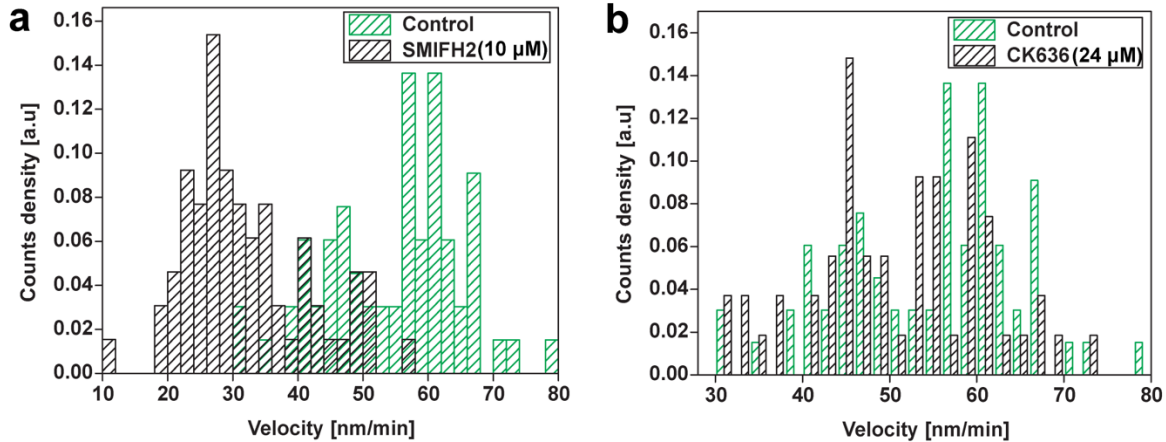 a
Control
SMIFH2 (10 µM)
0.16
0.14
0.12
0.10
0.08
0.06
0.04
0.02
0.00
Counts density [a.u]
10 20 30 40 50 60 70 80
Velocity [nm/min]
b
Control
CK636 (24 µM)
0.16
0.14
0.12
0.10
0.08
0.06
0.04
0.02
0.00
Counts density [a.u]
30 40 50 60 70 80
Velocity [nm/min]